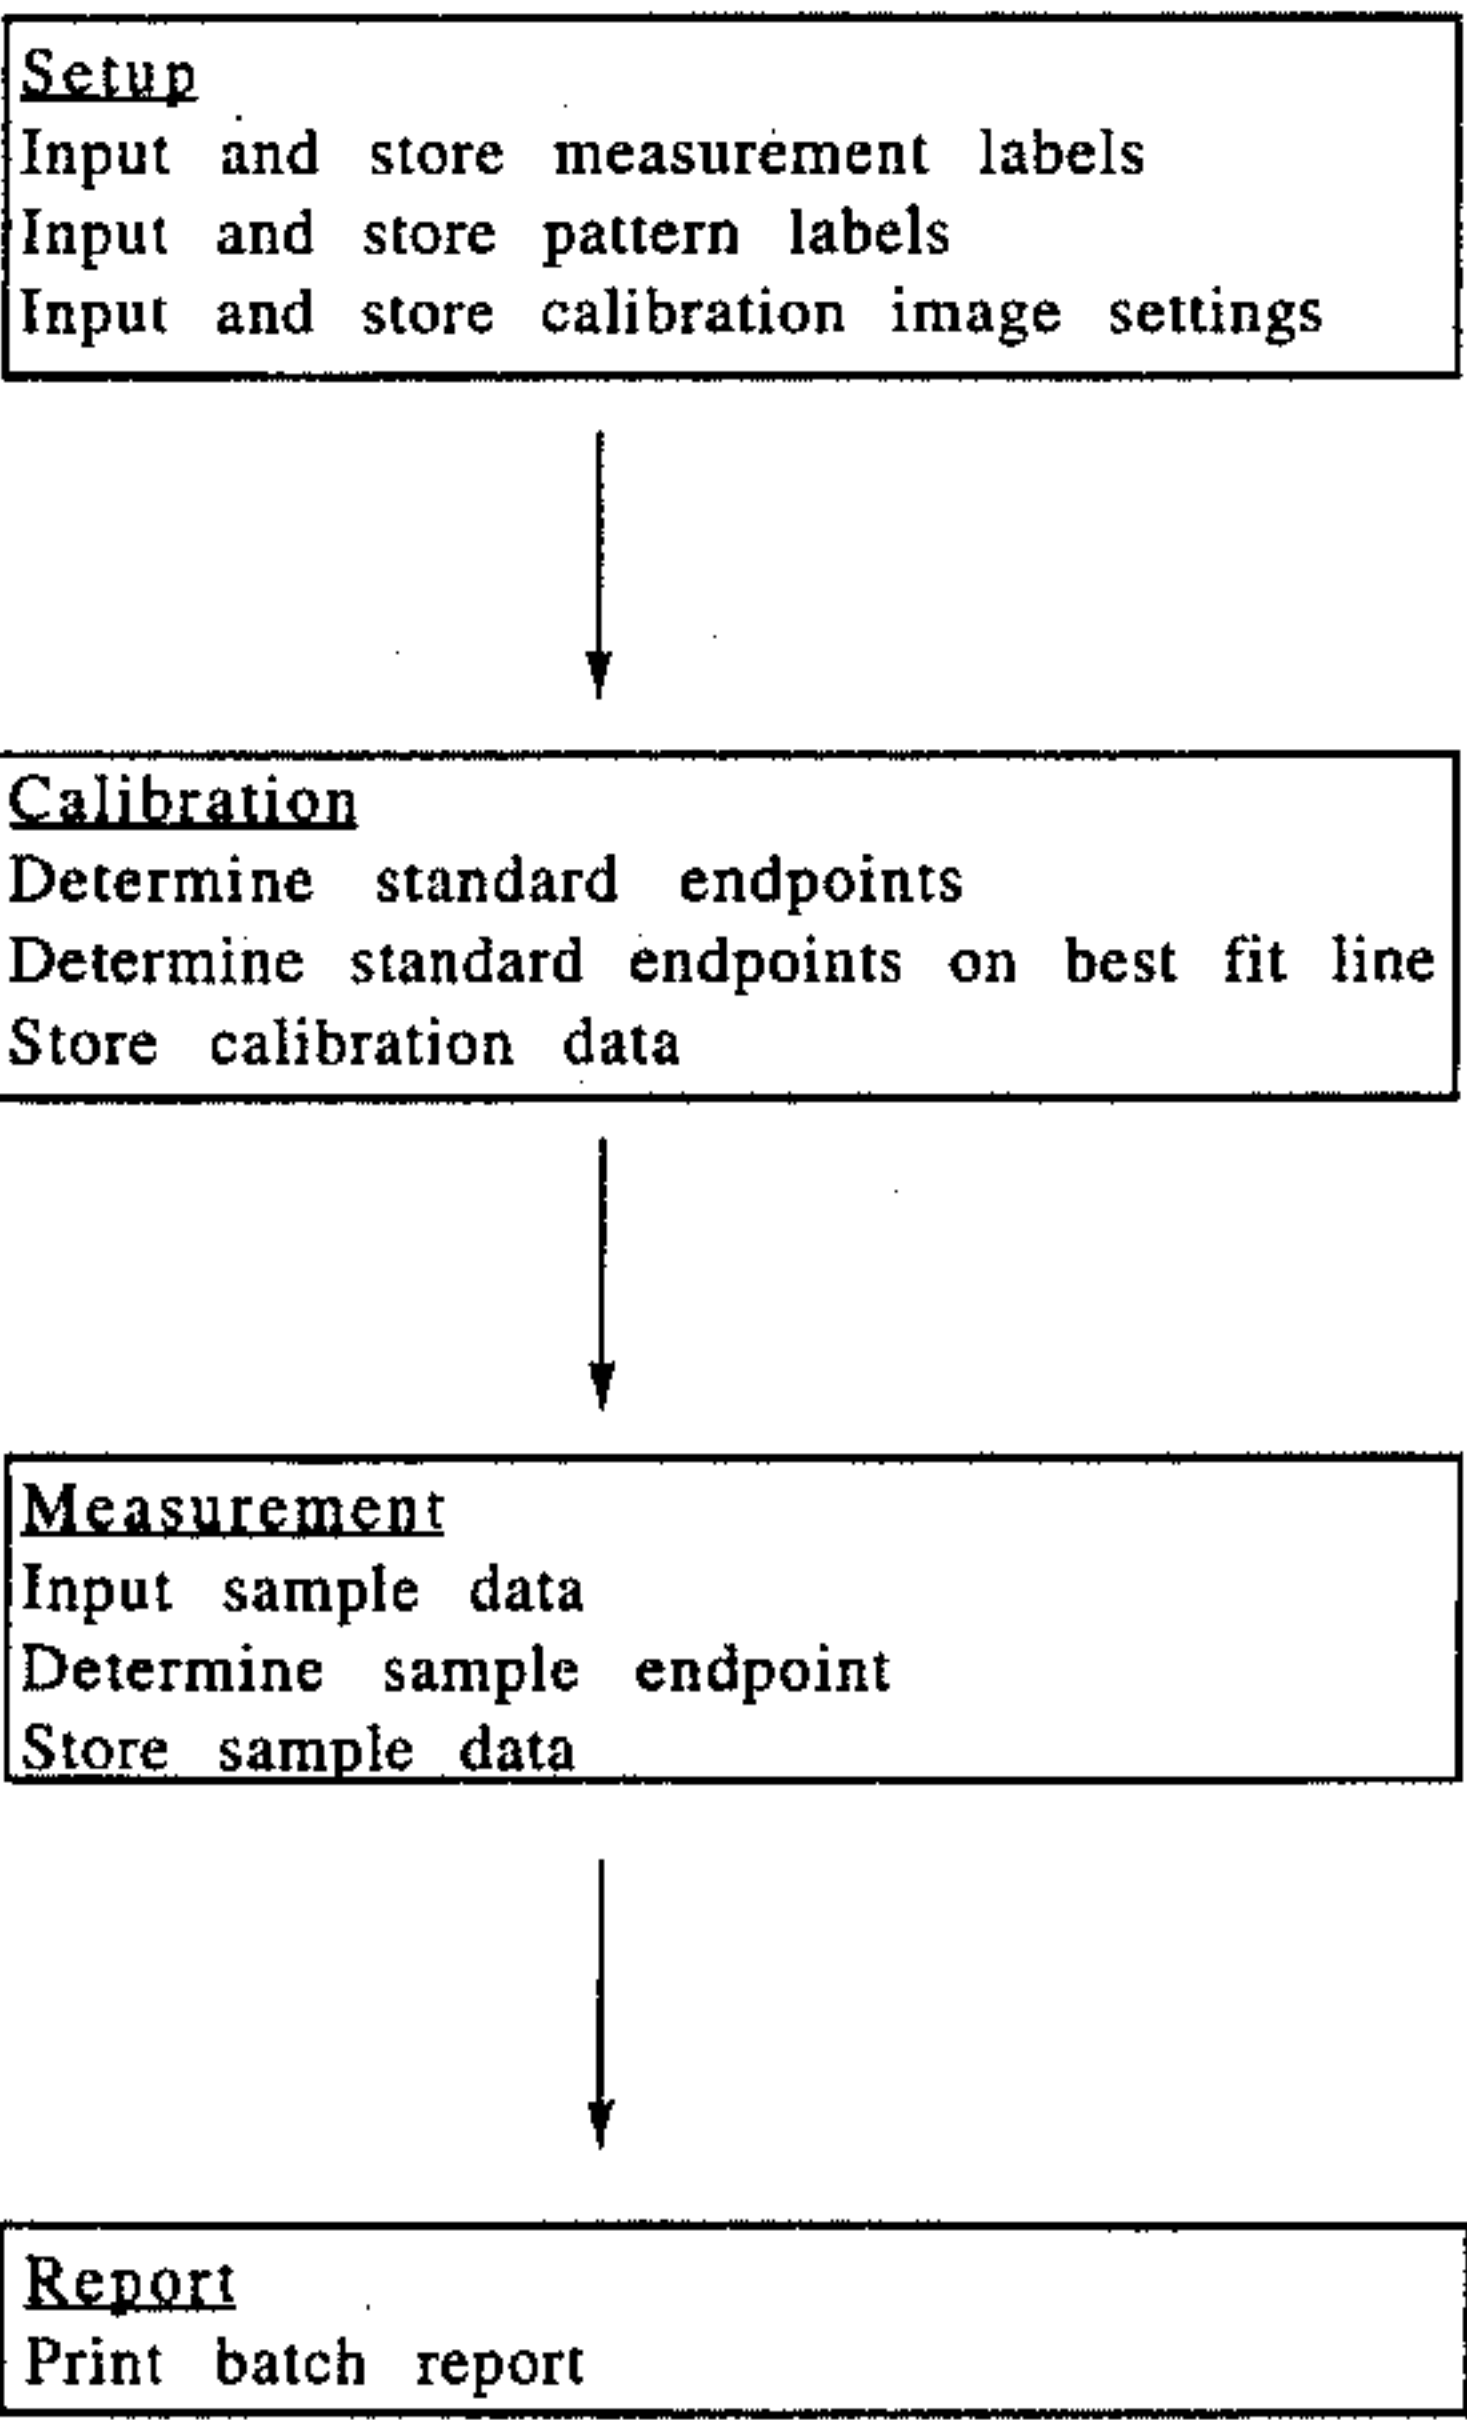 Setup
Input and store measurement labels
Input and store pattern labels
Input and store calibration image settings
Calibration
Determine standard endpoints
Determine standard endpoints on best fit line
Store calibration data
Measurement
Input sample data
Determine sample endpoint
Store sample data
Report
Print batch report